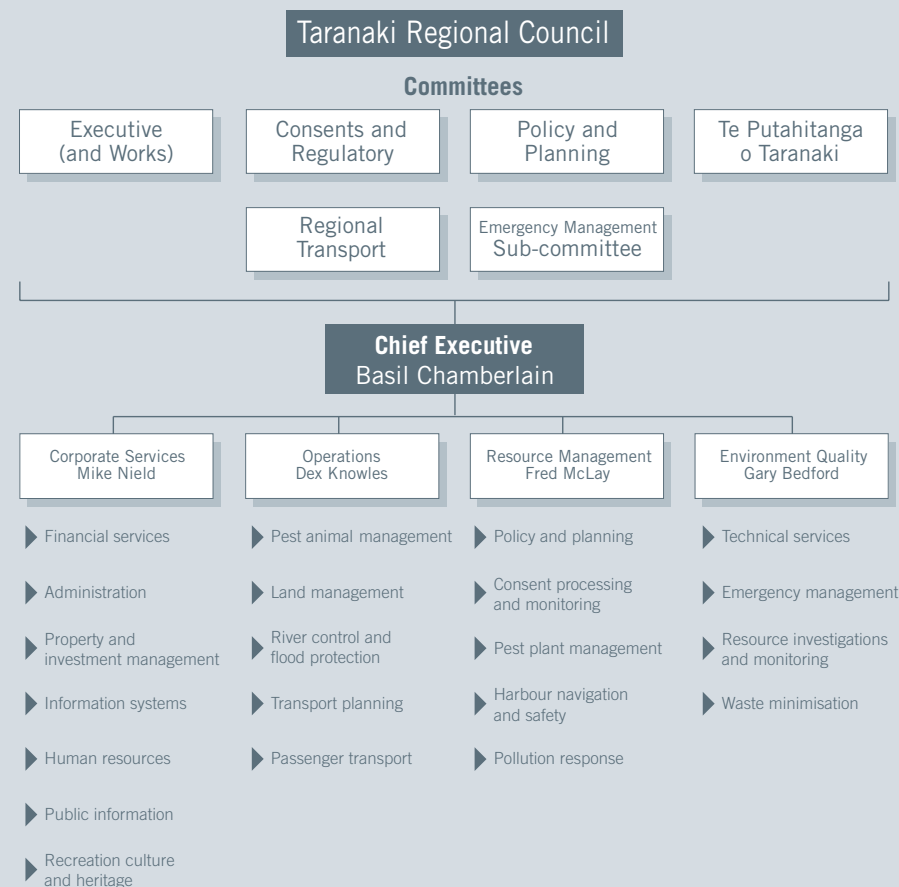 Taranaki Regional Council
Committees
Executive
(and Works)
Consents and
Regulatory
Policy and
Planning
Te Putahitanga
o Taranaki
Regional
Transport
Emergency Management
Sub-committee
Chief Executive
Basil Chamberlain
Corporate Services
Mike Nield
Financial services
Administration
Property and
investment management
Information systems
Human resources
Public information
Recreation culture
and heritage
Operations
Dex Knowles
Pest animal management
Land management
River control and
flood protection
Transport planning
Passenger transport
Resource Management
Fred McLay
Policy and planning
Consent processing
and monitoring
Pest plant management
Harbour navigation
and safety
Pollution response
Environment Quality
Gary Bedford
Technical services
Emergency management
Resource investigations
and monitoring
Waste minimisation